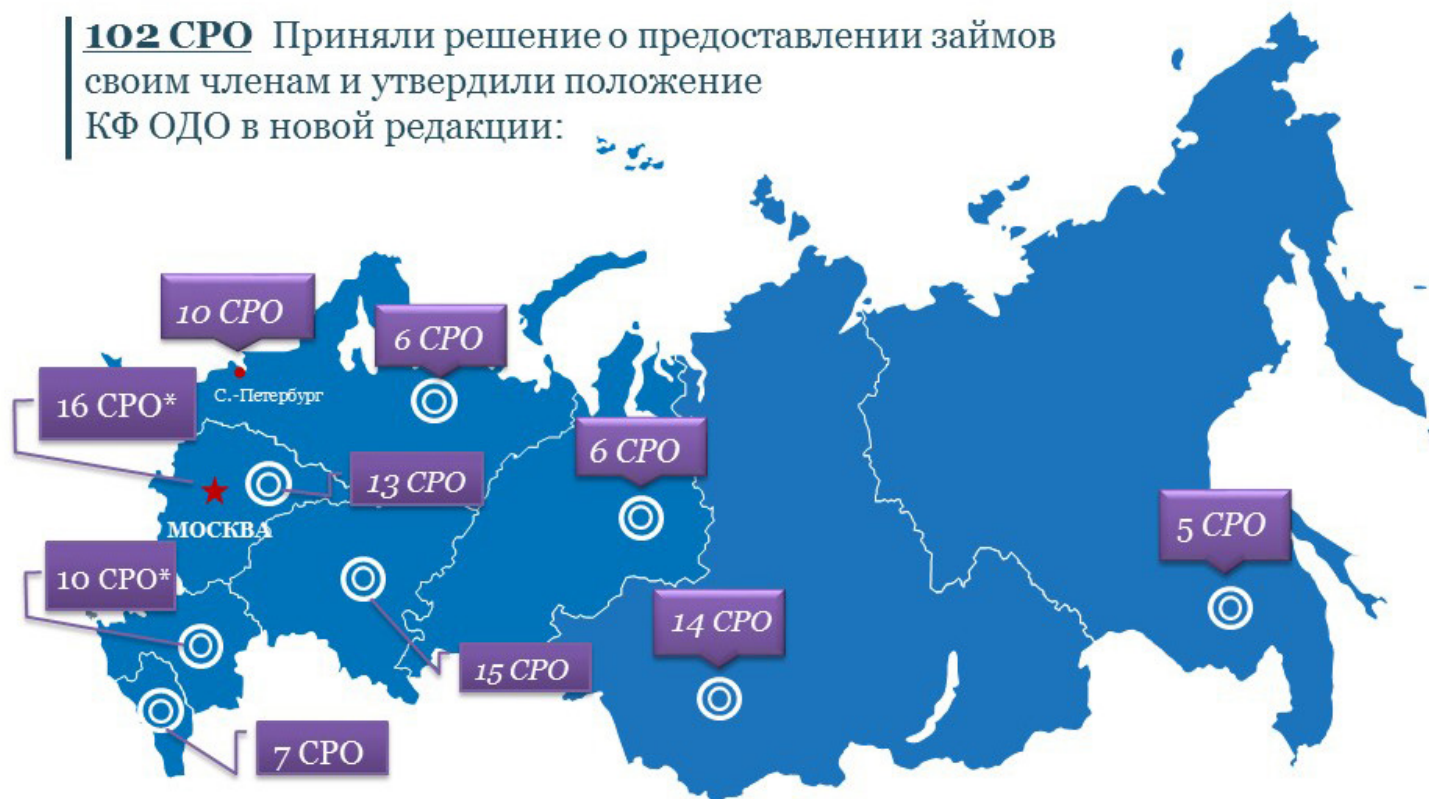 102 СРО Приняли решение о предоставлении займов
своим членам и утвердили положение
КФ ОДО в новой редакции:
10 СРО
6 СРО
С.-Петербург
16 СРО*
6 СРО
13 СРО
МОСКВА
5 СРО
10 СРО*
14 СРО
15 СРО
7 СРО